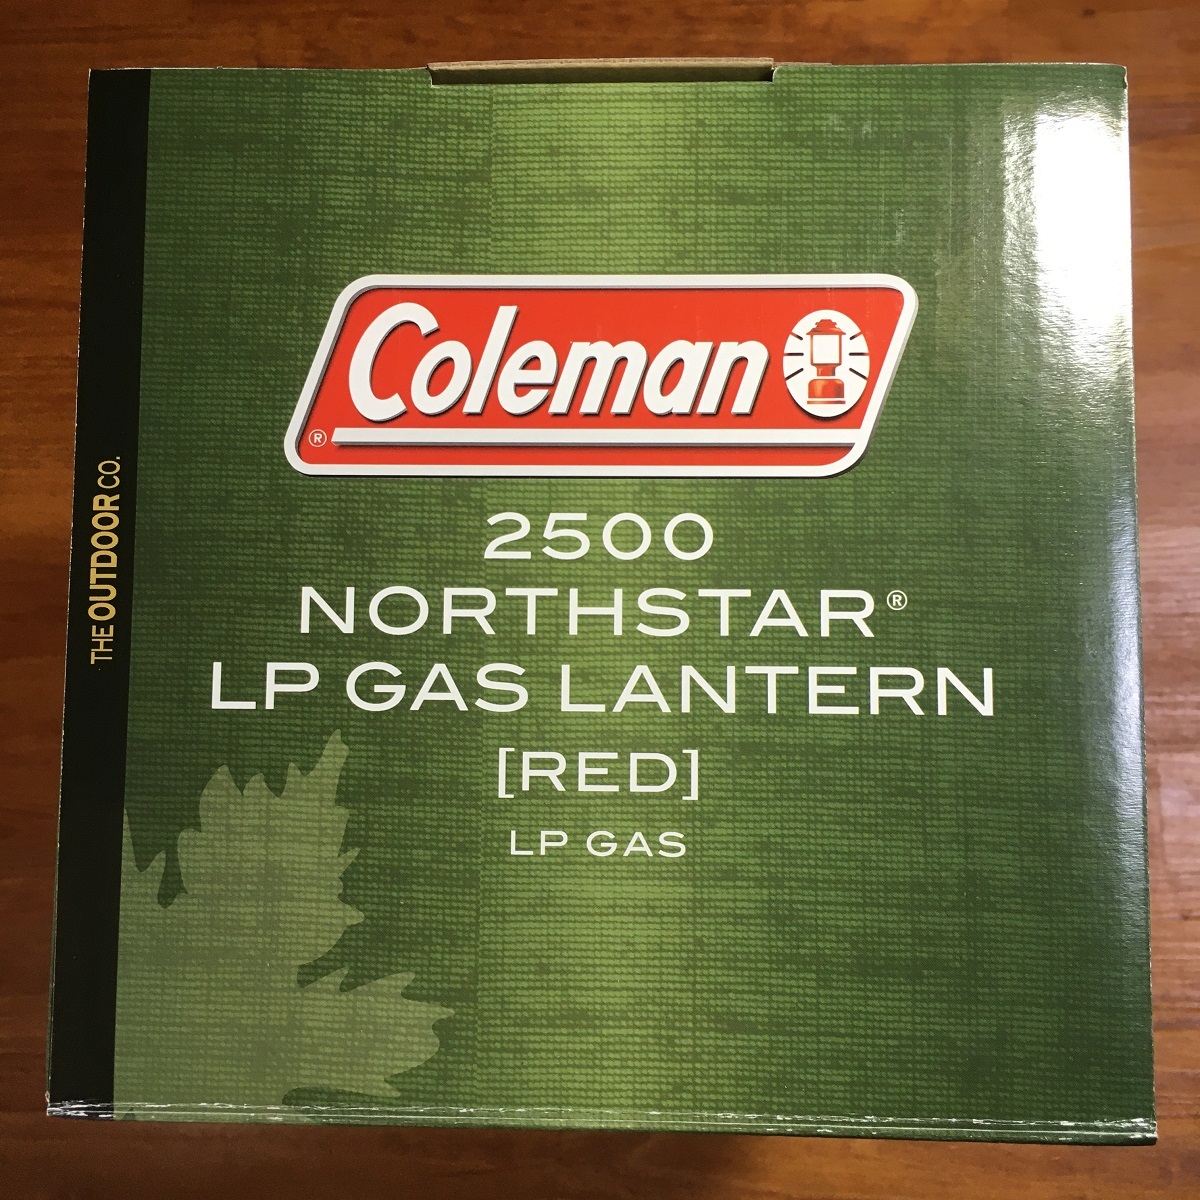 Coleman
®
2500
NORTHSTAR®
LP GAS LANTERN
[RED]
LP GAS
THE OUTDOOR CO.